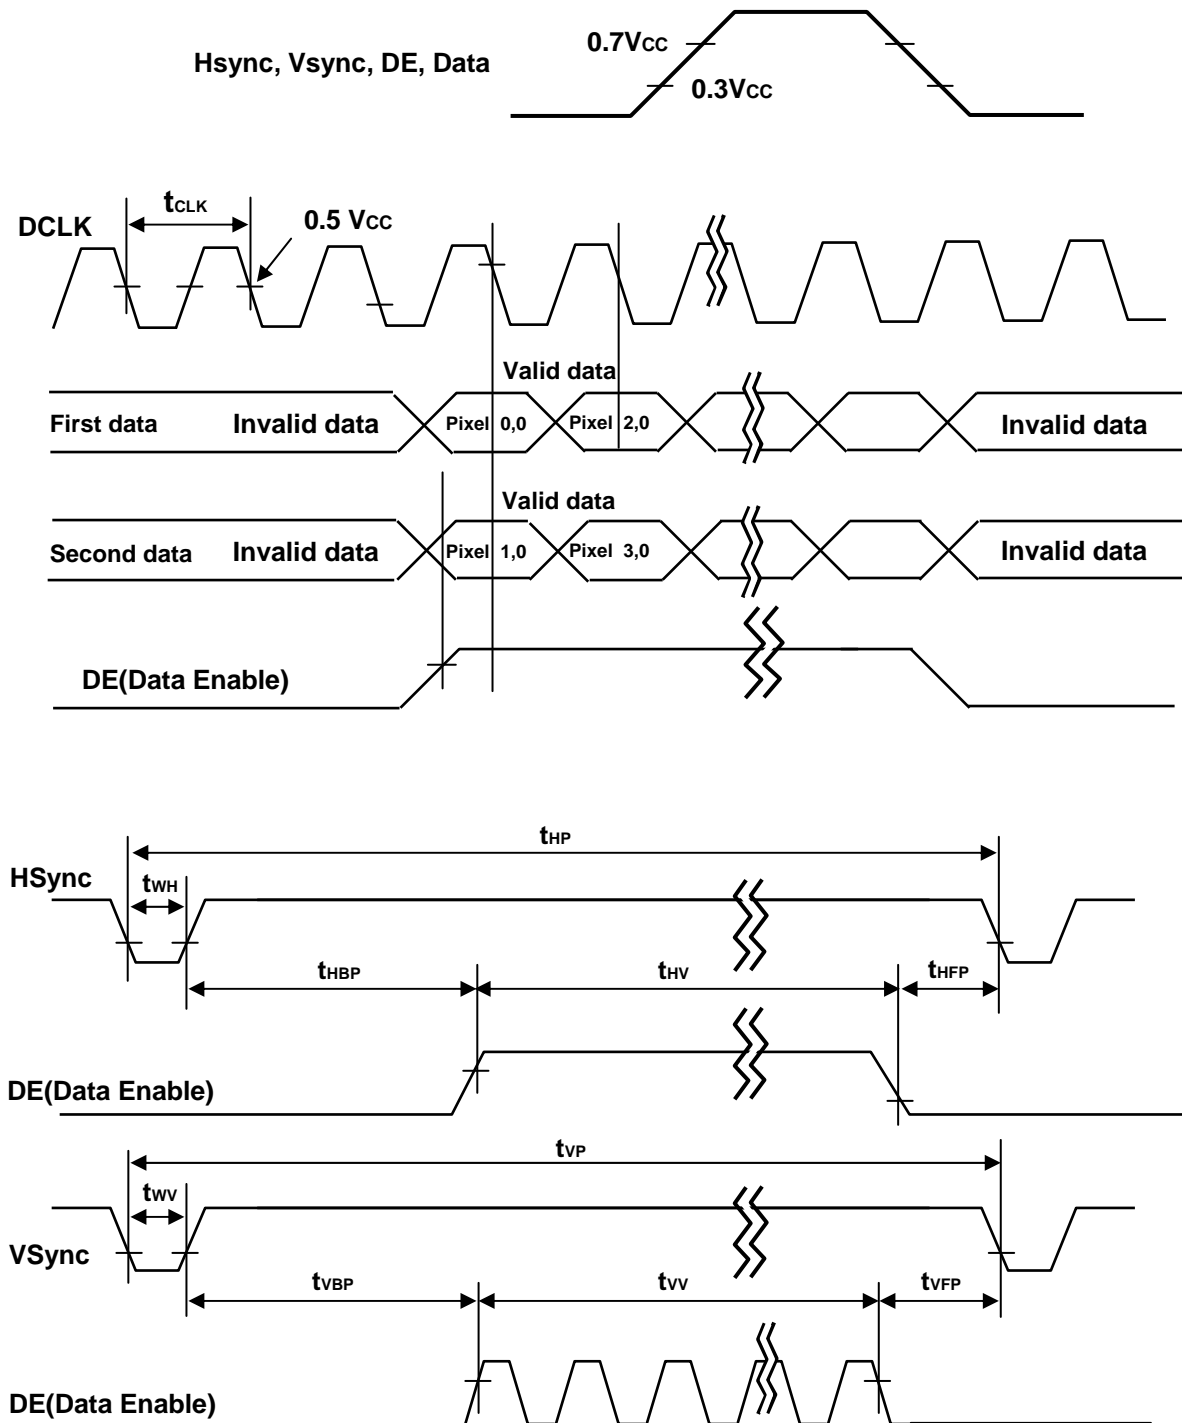 0.7VCC
Hsync, Vsync, DE, Data
0.3VCC
tCLK
DCLK
0.5 VCC
Valid data
First data
Invalid data
Pixel 0,0
Pixel 2,0
Invalid data
Valid data
Second data
Invalid data
Pixel 1,0
Pixel 3,0
Invalid data
DE(Data Enable)
tHP
HSync
tWH
tHBP
tHV
tHFP
DE(Data Enable)
tVP
tWV
VSync
tVBP
tVV
tVFP
DE(Data Enable)